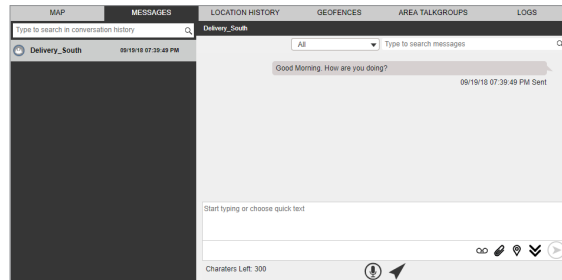 MAP MESSAGES LOCATION HISTORY GEOFENCES AREA TALKGROUPS LOGS
Type to search in conversation history
Delivery_South 09/19/18 07:39:49 PM
Delivery_South
All Type to search messages
Good Morning. How are you doing?
09/19/18 07:39:49 PM Sent
Start typing or choose quick text
Charaters Left: 300